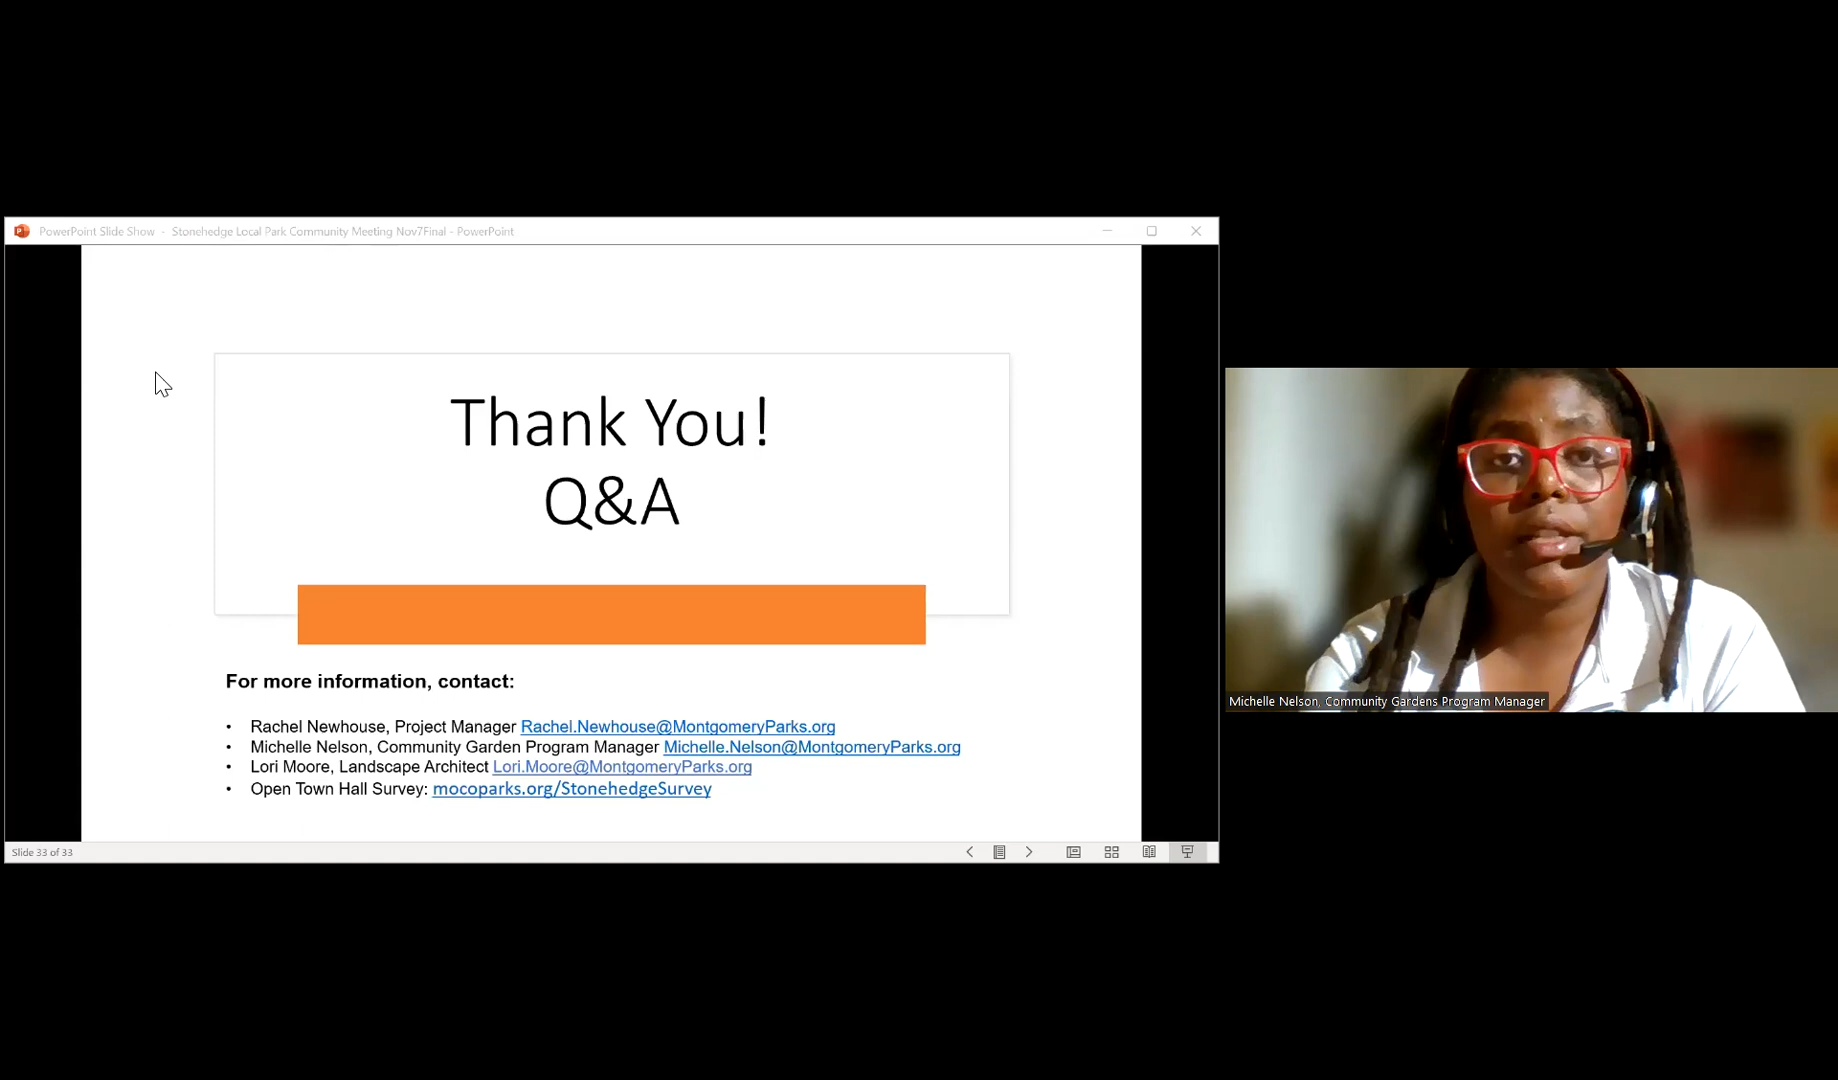 PowerPoint Slide Show - Stonehedge Local Park Community Meeting Nov7Final - PowerPoint
Thank You!
Q&A
For more information, contact:
• Rachel Newhouse, Project Manager Rachel.Newhouse@MontgomeryParks.org
• Michelle Nelson, Community Garden Program Manager Michelle.Nelson@MontgomeryParks.org
• Lori Moore, Landscape Architect Lori.Moore@MontgomeryParks.org
• Open Town Hall Survey: mocoparks.org/StonehedgeSurvey
Slide 33 of 33
Michelle Nelson, Community Gardens Program Manager